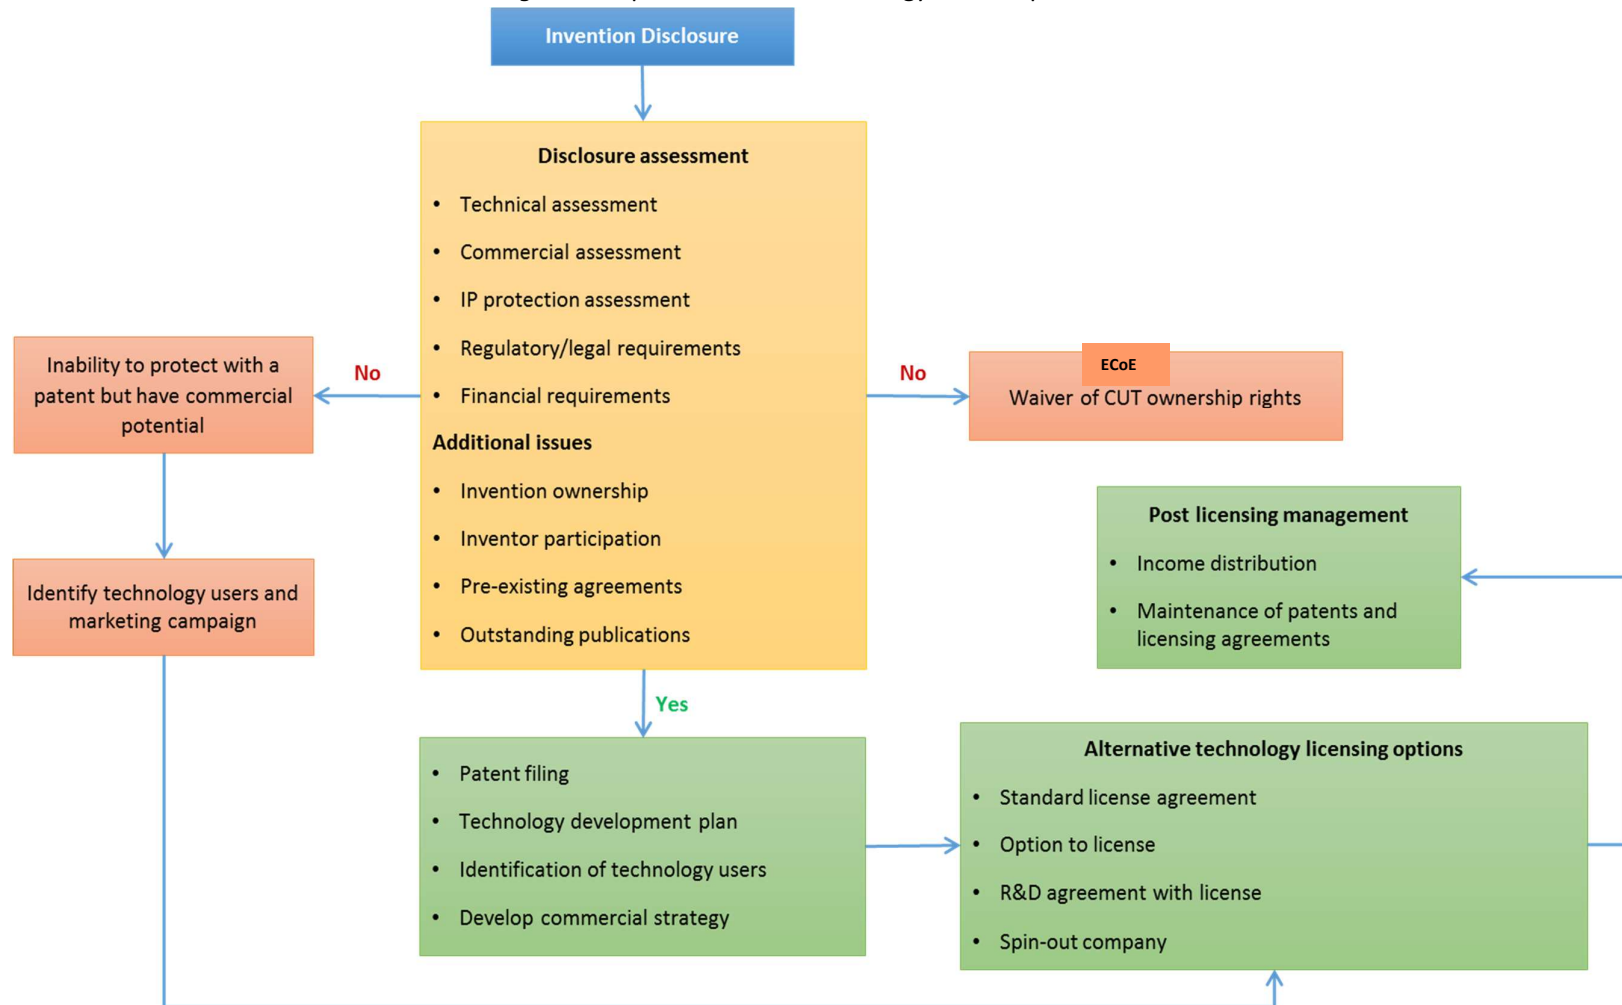 Invention Disclosure
Disclosure assessment
• Technical assessment
• Commercial assessment
• IP protection assessment
• Regulatory/legal requirements
• Financial requirements
Additional issues
• Invention ownership
• Inventor participation
• Pre-existing agreements
• Outstanding publications
No
Inability to protect with a
patent but have commercial
potential
Identify technology users and
marketing campaign
No
ECoE
Waiver of CUT ownership rights
Yes
• Patent filing
• Technology development plan
• Identification of technology users
• Develop commercial strategy
Alternative technology licensing options
• Standard license agreement
• Option to license
• R&D agreement with license
• Spin-out company
Post licensing management
• Income distribution
• Maintenance of patents and
licensing agreements